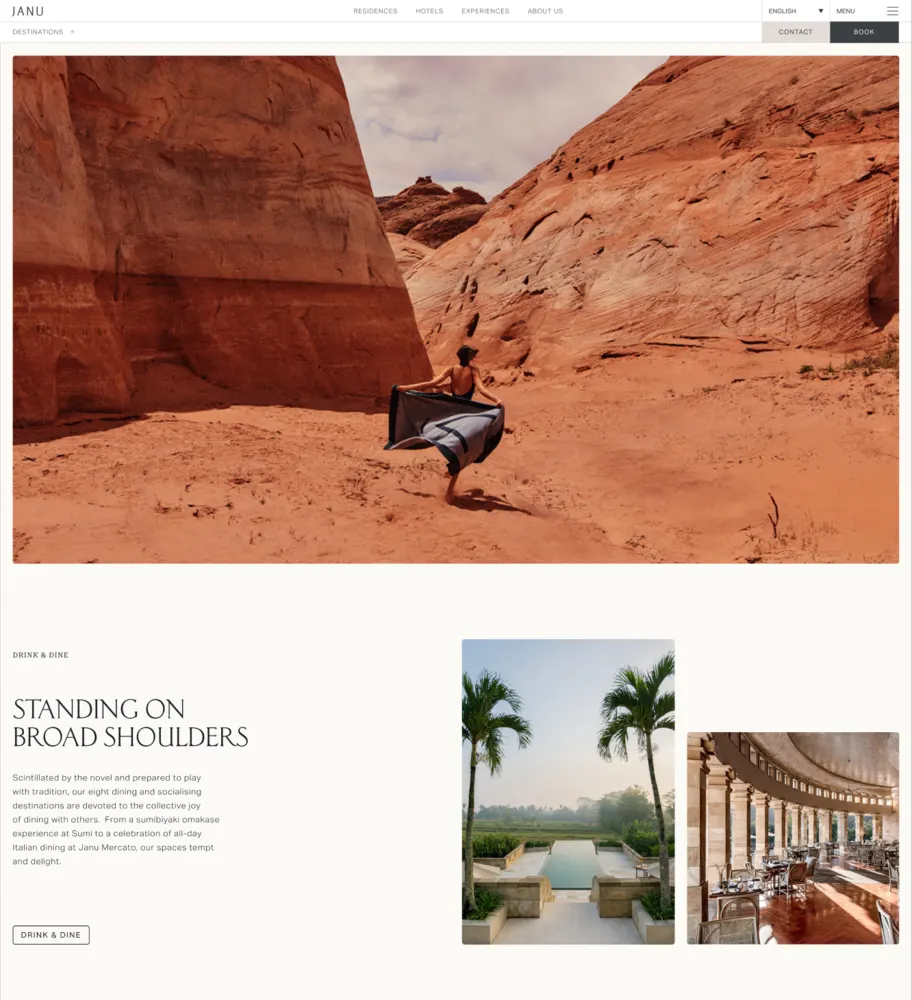 JANU
RESIDENCES HOTELS EXPERIENCES ABOUT US
ENGLISH ▼ MENU
DESTINATIONS +
CONTACT BOOK
DRINK & DINE
STANDING ON
BROAD SHOULDERS
Scintillated by the novel and prepared to play
with tradition, our eight dining and socialising
destinations are devoted to the collective joy
of dining with others. From a sumibiyaki omakase
experience at Sumi to a celebration of all-day
Italian dining at Janu Mercato, our spaces tempt
and delight.
DRINK & DINE